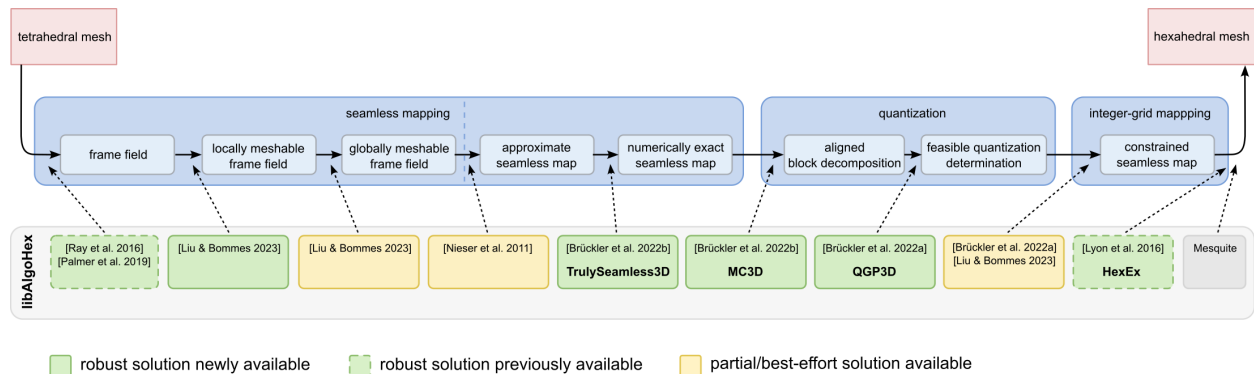 tetrahedral mesh
hexahedral mesh
seamless mapping
quantization
integer-grid mappping
frame field
locally meshable
frame field
globally meshable
frame field
approximate
seamless map
numerically exact
seamless map
aligned
block decomposition
feasible quantization
determination
constrained
seamless map
libAlgoHex
[Ray et al. 2016]
[Palmer et al. 2019]
[Liu & Bommes 2023]
[Liu & Bommes 2023]
[Nieser et al. 2011]
[Brückler et al. 2022b]
TrulySeamless3D
[Brückler et al. 2022b]
MC3D
[Brückler et al. 2022a]
QGP3D
[Brückler et al. 2022a]
[Liu & Bommes 2023]
[Lyon et al. 2016]
HexEx
Mesquite
robust solution newly available
robust solution previously available
partial/best-effort solution available